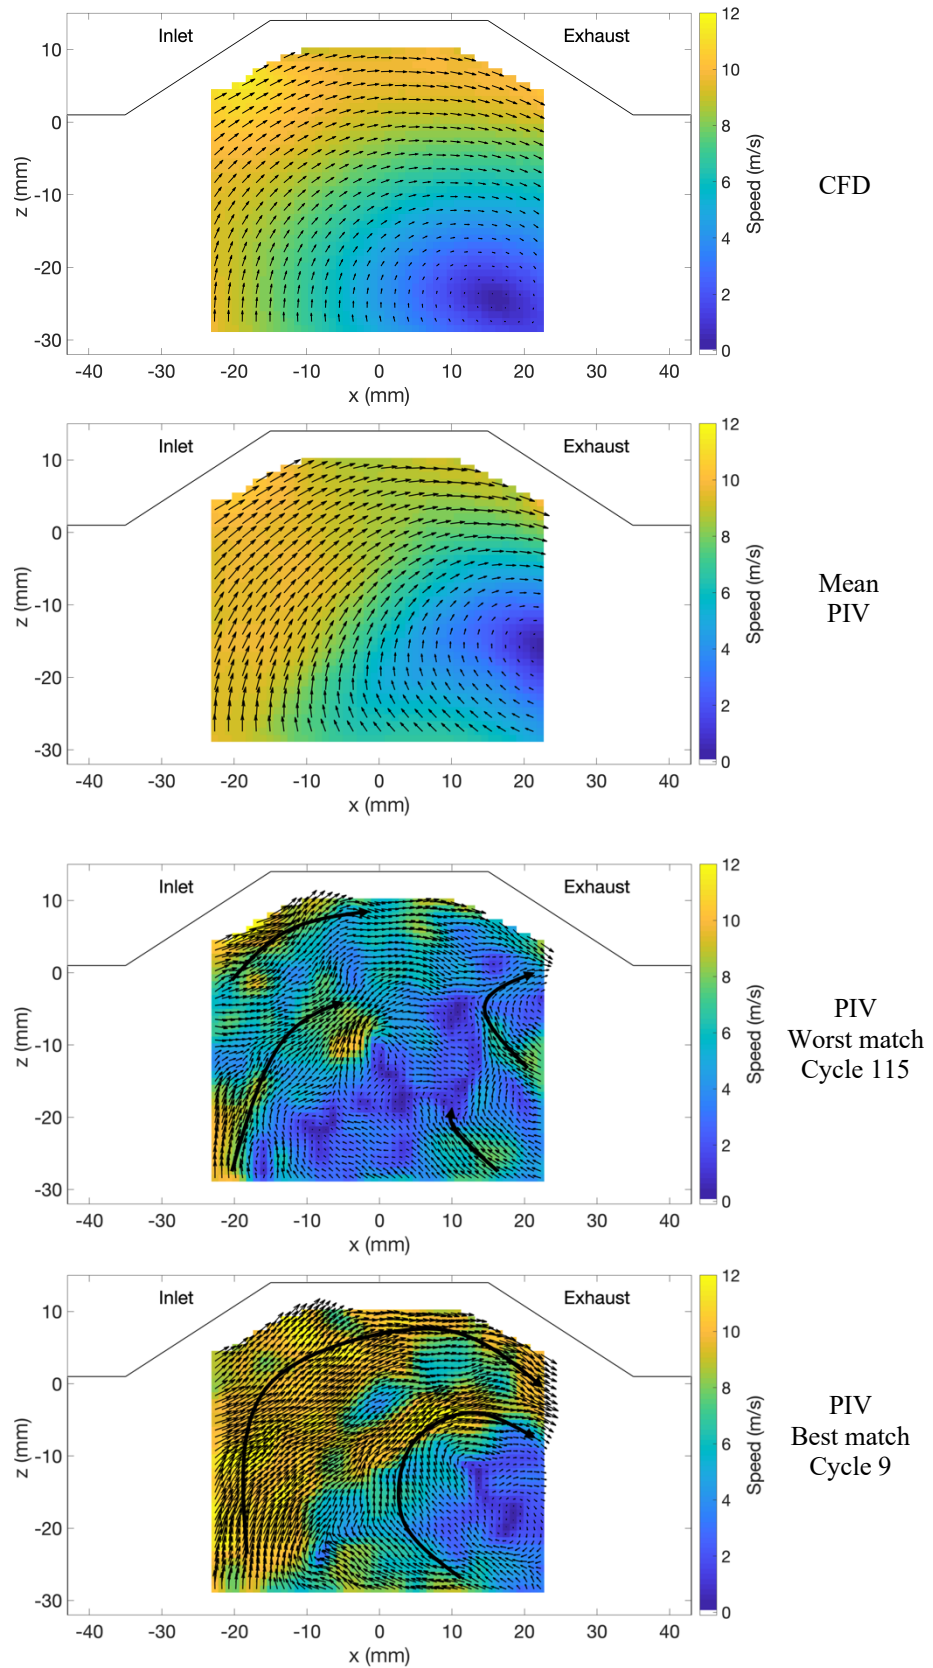 Inlet
Exhaust
10
0
-10
-20
-30
z (mm)
-40 -30 -20 -10 0 10 20 30 40
x (mm)
12
10
8
6
4
2
0
Speed (m/s)
CFD
Inlet
Exhaust
10
0
-10
-20
-30
z (mm)
-40 -30 -20 -10 0 10 20 30 40
x (mm)
12
10
8
6
4
2
0
Speed (m/s)
Mean
PIV
Inlet
Exhaust
10
0
-10
-20
-30
z (mm)
-40 -30 -20 -10 0 10 20 30 40
x (mm)
12
10
8
6
4
2
0
Speed (m/s)
PIV
Worst match
Cycle 115
Inlet
Exhaust
10
0
-10
-20
-30
z (mm)
-40 -30 -20 -10 0 10 20 30 40
x (mm)
12
10
8
6
4
2
0
Speed (m/s)
PIV
Best match
Cycle 9